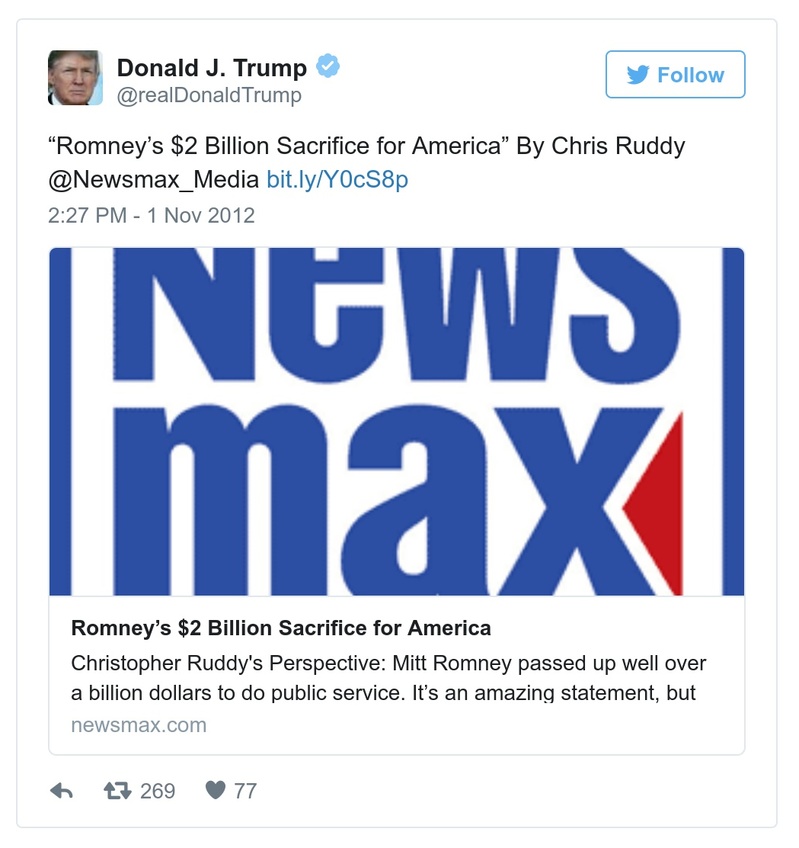 Donald J. Trump
@realDonaldTrump
Follow
“Romney’s $2 Billion Sacrifice for America” By Chris Ruddy
@Newsmax_Media bit.ly/Y0cS8p
2:27 PM - 1 Nov 2012
News
max
Romney’s $2 Billion Sacrifice for America
Christopher Ruddy's Perspective: Mitt Romney passed up well over
a billion dollars to do public service. It’s an amazing statement, but
newsmax.com
269
77